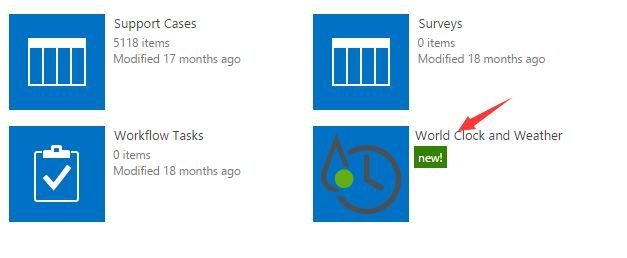 Support Cases
5118 items
Modified 17 months ago
Surveys
0 items
Modified 18 months ago
Workflow Tasks
0 items
Modified 18 months ago
World Clock and Weather
new!